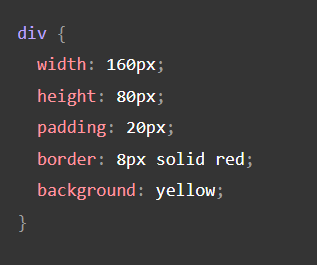 div {
  width: 160px;
  height: 80px;
  padding: 20px;
  border: 8px solid red;
  background: yellow;
}